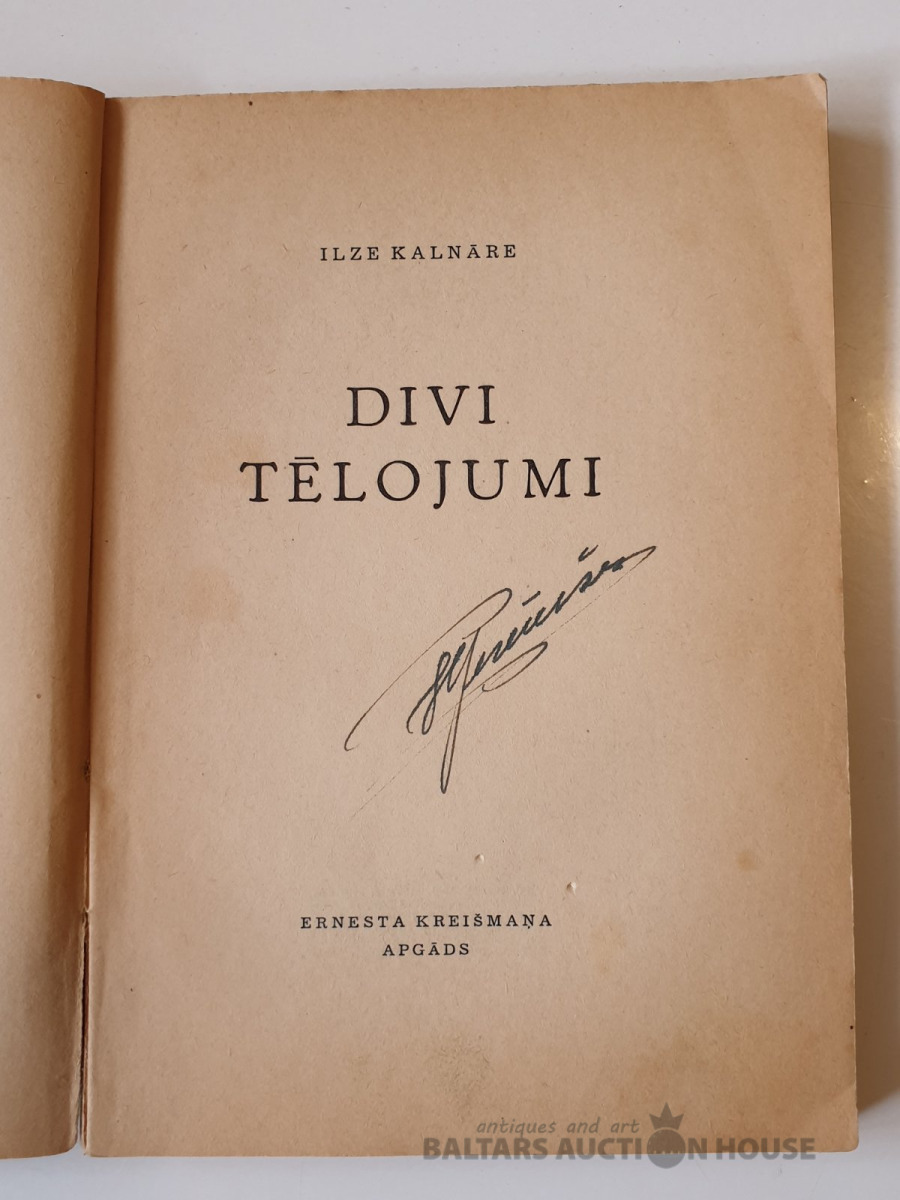 ILZE KALNĀRE
DIVI
TĒLOJUMI
ERNESTA KREIŠMAŅA
APGĀDS
antiques and art
BALTARS AUCTION HOUSE